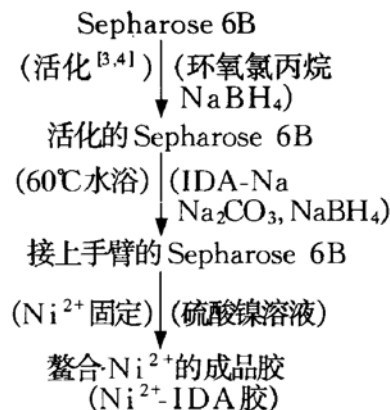 Sepharose 6B
(活化[3,4]) (环氧氯丙烷
NaBH₄)
活化的Sepharose 6B
(60℃水浴) (IDA-Na
Na₂CO₃, NaBH₄)
接上手臂的Sepharose 6B
(Ni²⁺固定) (硫酸镍溶液)
螯合·Ni²⁺的成品胶
(Ni²⁺-IDA胶)